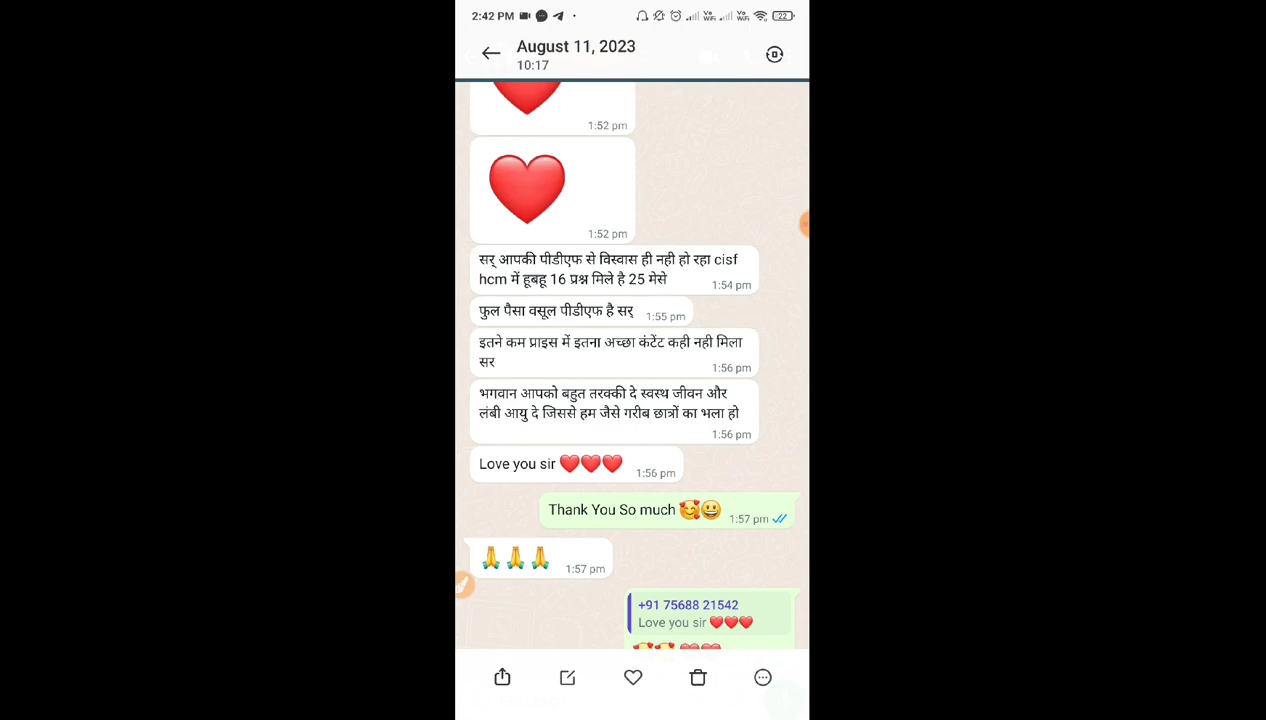 2:42 PM
22
August 11, 2023
10:17
1:52 pm
1:52 pm
सर् आपकी पीडीएफ से विस्वास ही नही हो रहा cisf
hcm में हूबहू 16 प्रश्न मिले है 25 मेसे
1:54 pm
फुल पैसा वसूल पीडीएफ है सर् 1:55 pm
इतने कम प्राइस में इतना अच्छा कंटेंट कही नही मिला
सर
1:56 pm
भगवान आपको बहुत तरक्की दे स्वस्थ जीवन और
लंबी आयु दे जिससे हम जैसे गरीब छात्रों का भला हो
1:56 pm
Love you sir ❤️❤️❤️ 1:56 pm
Thank You So much 🥰😀 1:57 pm
🙏🙏🙏 1:57 pm
+91 75688 21542
Love you sir ❤️❤️❤️